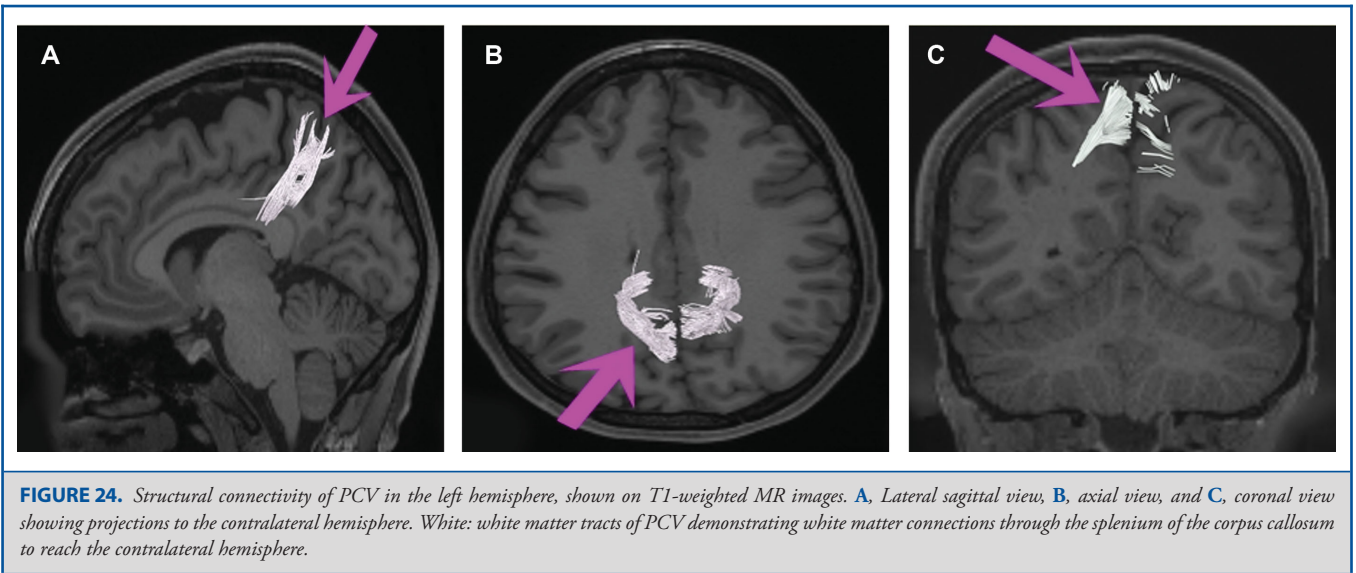 A
B
C
FIGURE 24. Structural connectivity of PCV in the left hemisphere, shown on T1-weighted MR images. A, Lateral sagittal view, B, axial view, and C, coronal view
showing projections to the contralateral hemisphere. White: white matter tracts of PCV demonstrating white matter connections through the splenium of the corpus callosum
to reach the contralateral hemisphere.